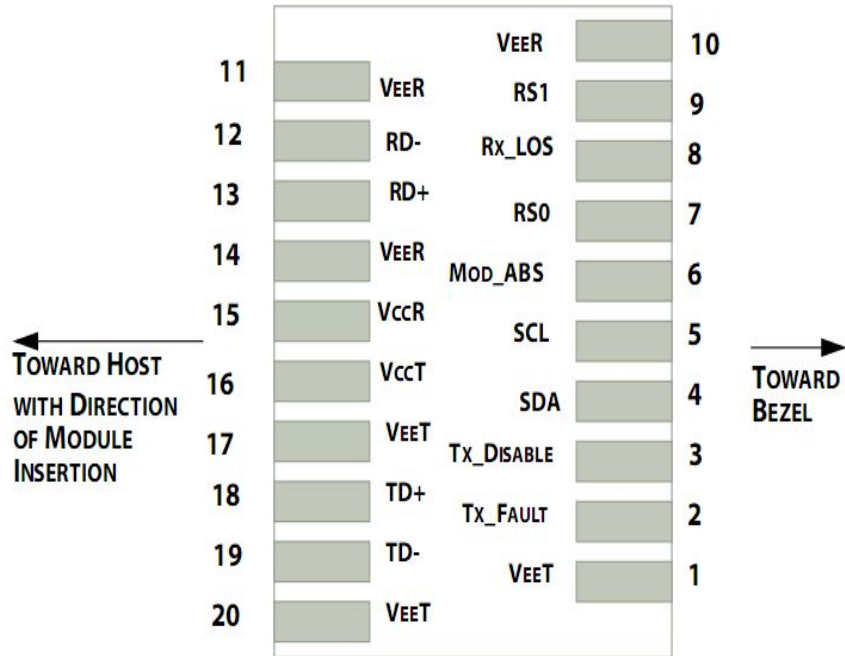 VEER 10
11 VEER
RS1 9
12 RD-
RX_LOS 8
13 RD+
RS0 7
14 VEER
MOD_ABS 6
15 VCCR
SCL 5
TOWARD HOST
WITH DIRECTION
OF MODULE
INSERTION
16 VCCT
TOWARD
BEZEL
SDA 4
17 VEET
TX_DISABLE 3
18 TD+
TX_FAULT 2
19 TD-
VEET 1
20 VEET